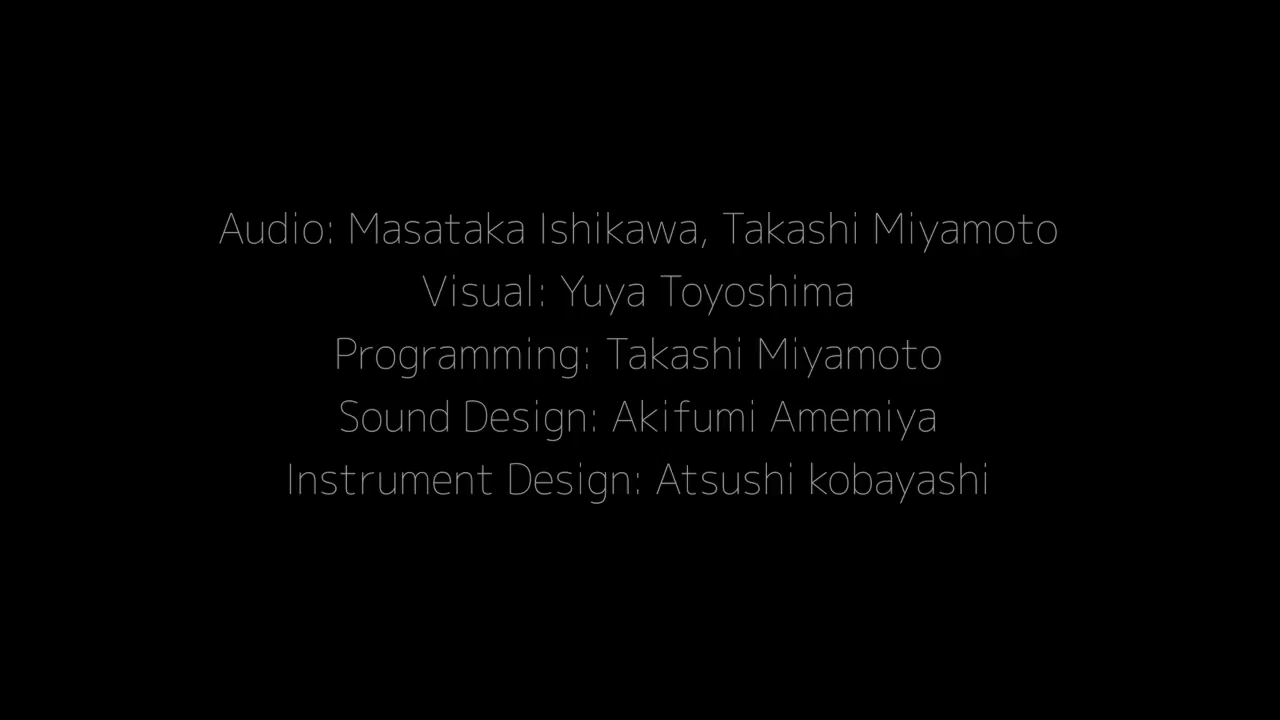 Audio: Masataka Ishikawa, Takashi Miyamoto
Visual: Yuya Toyoshima
Programming: Takashi Miyamoto
Sound Design: Akifumi Amemiya
Instrument Design: Atsushi kobayashi